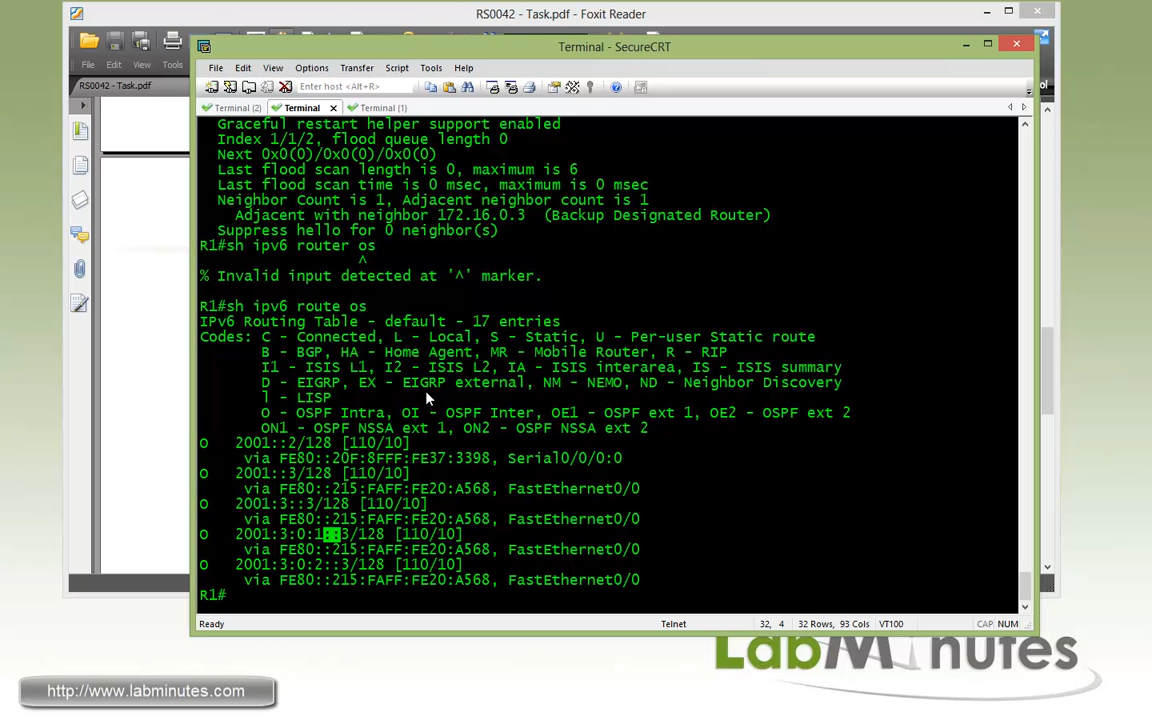 RS0042 - Task.pdf - Foxit Reader
File Edit View Tools
RS0042 - Task.pdf
Terminal - SecureCRT
File Edit View Options Transfer Script Tools Help
Enter host <Alt+R>
Terminal (2) Terminal Terminal (1)
Graceful restart helper support enabled
Index 1/1/2, flood queue length 0
Next 0x0(0)/0x0(0)/0x0(0)
Last flood scan length is 0, maximum is 6
Last flood scan time is 0 msec, maximum is 0 msec
Neighbor Count is 1, Adjacent neighbor count is 1
Adjacent with neighbor 172.16.0.3  (Backup Designated Router)
Suppress hello for 0 neighbor(s)
R1#sh ipv6 router os
^
% Invalid input detected at '^' marker.
R1#sh ipv6 route os
IPv6 Routing Table - default - 17 entries
Codes: C - Connected, L - Local, S - Static, U - Per-user Static route
B - BGP, HA - Home Agent, MR - Mobile Router, R - RIP
I1 - ISIS L1, I2 - ISIS L2, IA - ISIS interarea, IS - ISIS summary
D - EIGRP, EX - EIGRP external, NM - NEMO, ND - Neighbor Discovery
l - LISP
O - OSPF Intra, OI - OSPF Inter, OE1 - OSPF ext 1, OE2 - OSPF ext 2
ON1 - OSPF NSSA ext 1, ON2 - OSPF NSSA ext 2
O   2001::2/128 [110/10]
via FE80::20F:8FFF:FE37:3398, Serial0/0/0:0
O   2001::3/128 [110/10]
via FE80::215:FAFF:FE20:A568, FastEthernet0/0
O   2001:3::3/128 [110/10]
via FE80::215:FAFF:FE20:A568, FastEthernet0/0
O   2001:3:0:1::3/128 [110/10]
via FE80::215:FAFF:FE20:A568, FastEthernet0/0
O   2001:3:0:2::3/128 [110/10]
via FE80::215:FAFF:FE20:A568, FastEthernet0/0
R1#
Ready Telnet 32, 4 32 Rows, 93 Cols VT100 CAP NUM
LabMinutes
http://www.labminutes.com